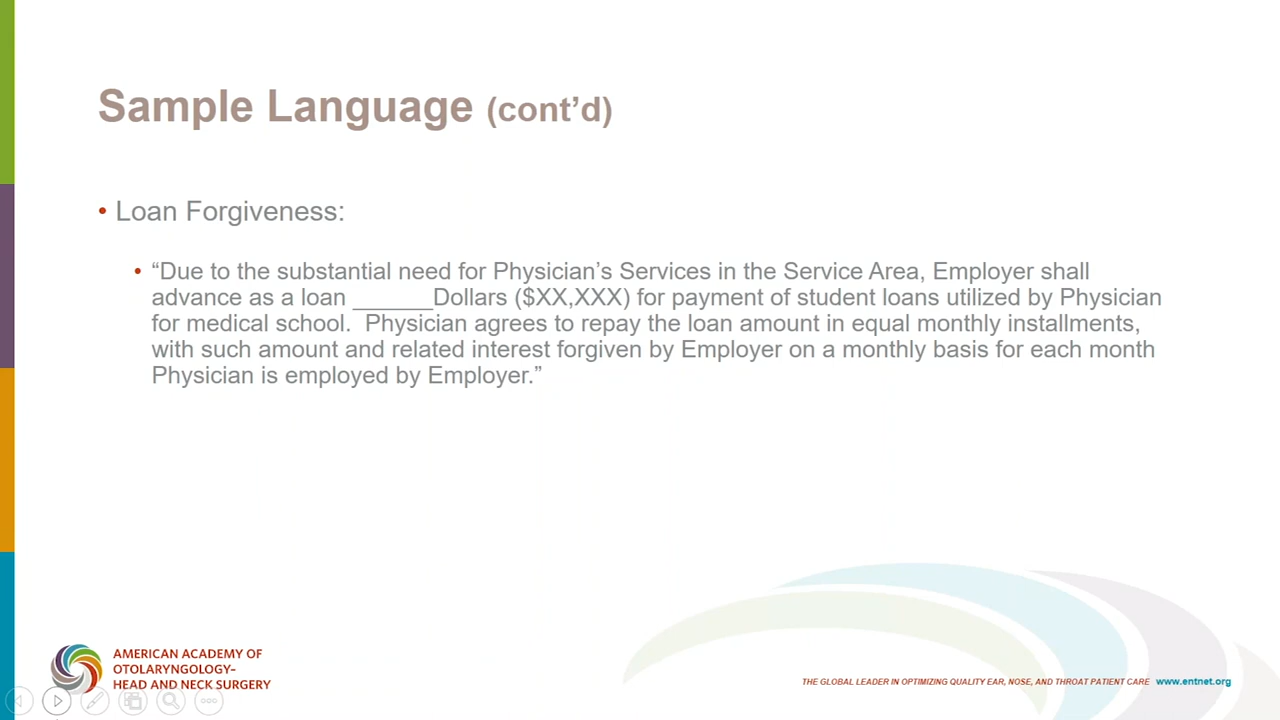 Sample Language (cont’d)
• Loan Forgiveness:
• “Due to the substantial need for Physician’s Services in the Service Area, Employer shall
advance as a loan ______Dollars ($XX,XXX) for payment of student loans utilized by Physician
for medical school.  Physician agrees to repay the loan amount in equal monthly installments,
with such amount and related interest forgiven by Employer on a monthly basis for each month
Physician is employed by Employer.”
AMERICAN ACADEMY OF
OTOLARYNGOLOGY–
HEAD AND NECK SURGERY
THE GLOBAL LEADER IN OPTIMIZING QUALITY EAR, NOSE, AND THROAT PATIENT CARE www.entnet.org